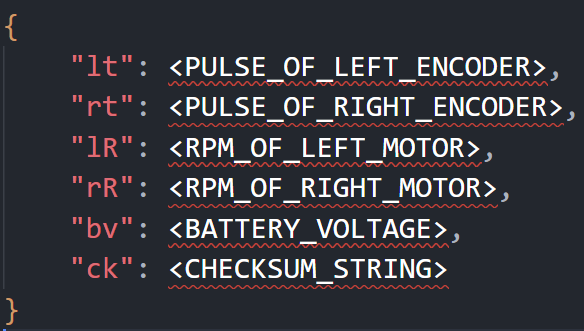 {
"lt": <PULSE_OF_LEFT_ENCODER>,
"rt": <PULSE_OF_RIGHT_ENCODER>,
"lR": <RPM_OF_LEFT_MOTOR>,
"rR": <RPM_OF_RIGHT_MOTOR>,
"bv": <BATTERY_VOLTAGE>,
"ck": <CHECKSUM_STRING>
}